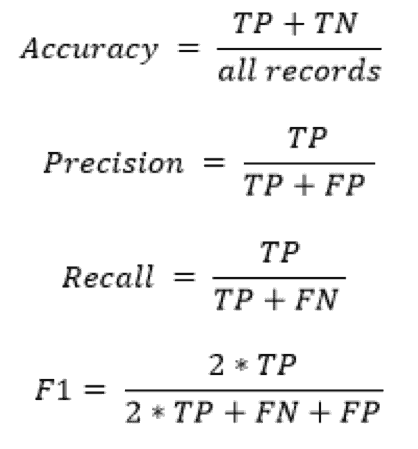 Accuracy = TP + TN / all records
Precision = TP / TP + FP
Recall = TP / TP + FN
F1 = 2 * TP / 2 * TP + FN + FP